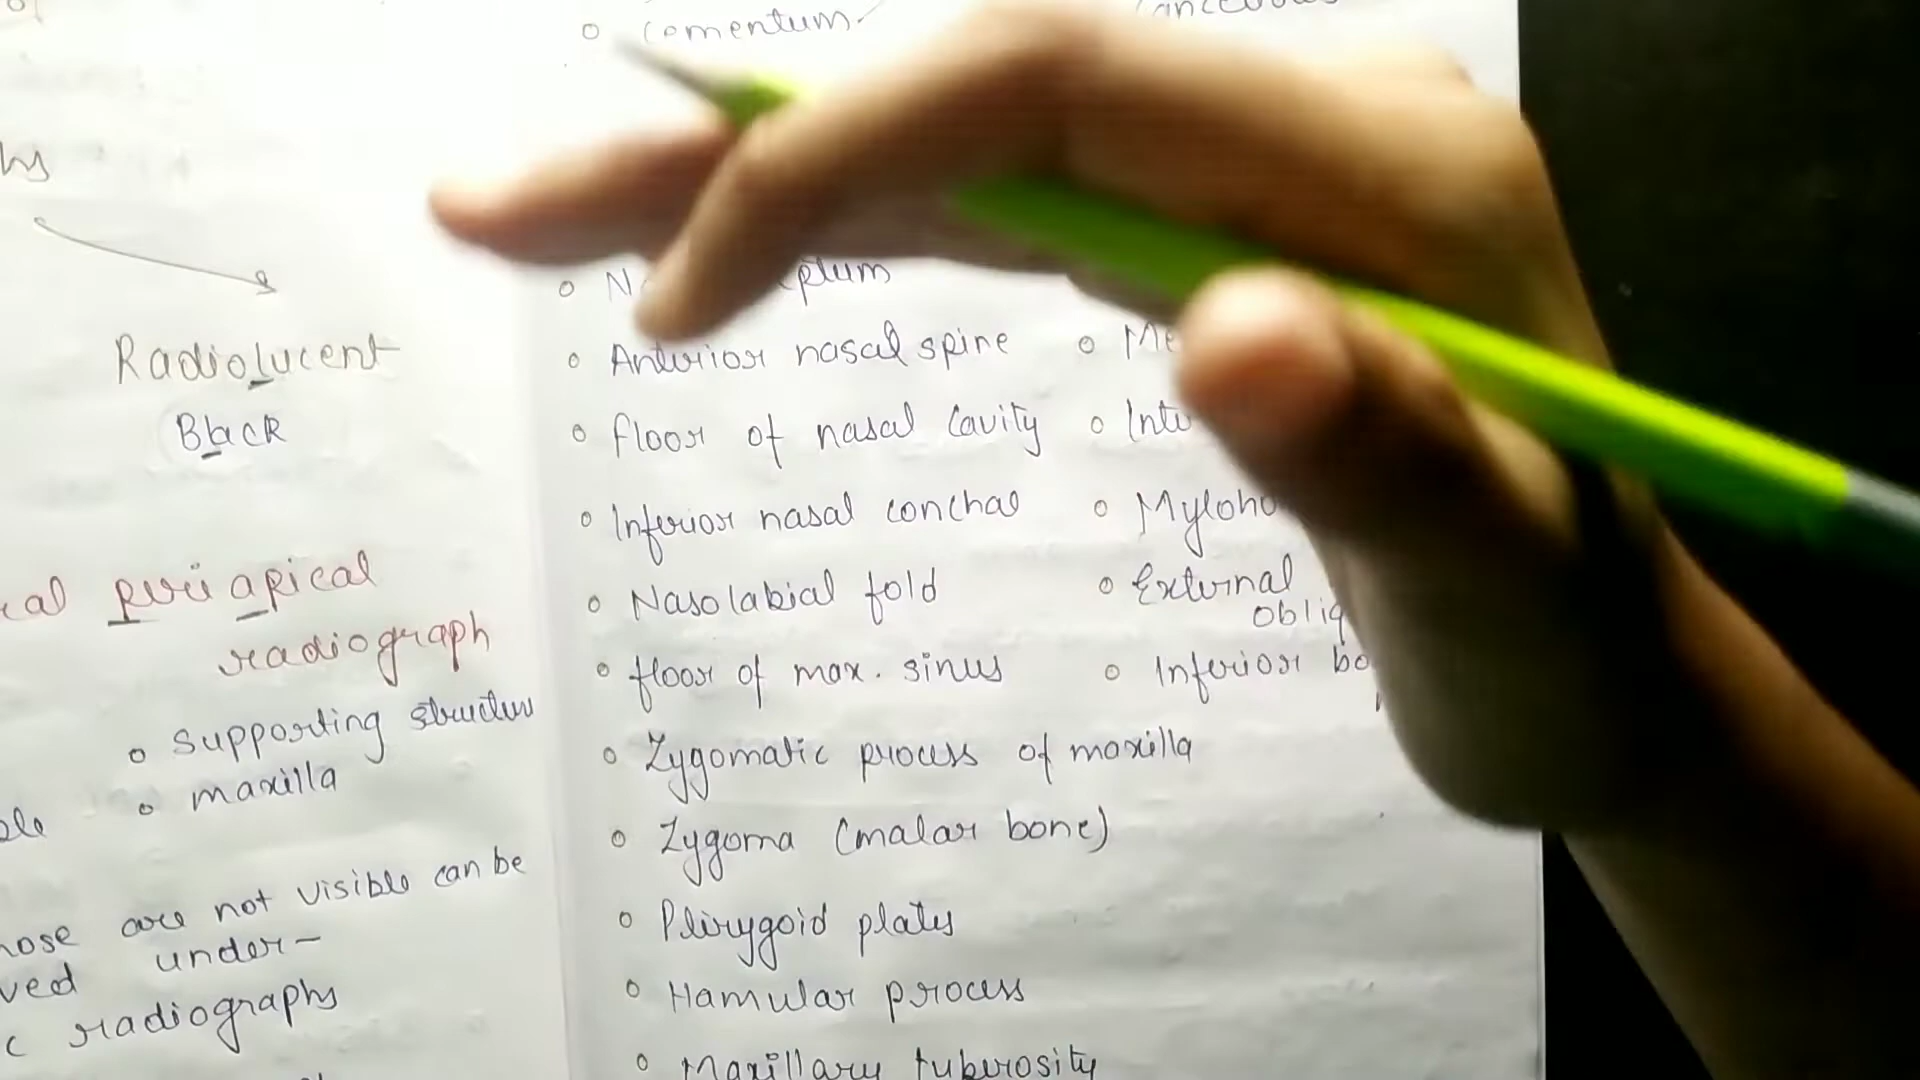 Cementum
hs
Radiolucent
Black
cal periapical
radiograph
supporting
maxilla
are not visible can be
under-
radiographs
Anterior nasal spine
floor of nasal cavity
Inferior nasal conchae
Nasolabial fold
floor of max. sinus
Zygomatic process of maxilla
Zygoma (malar bone)
Pterygoid plates
Hamular process
Maxillary tuberosity
External
Inferior